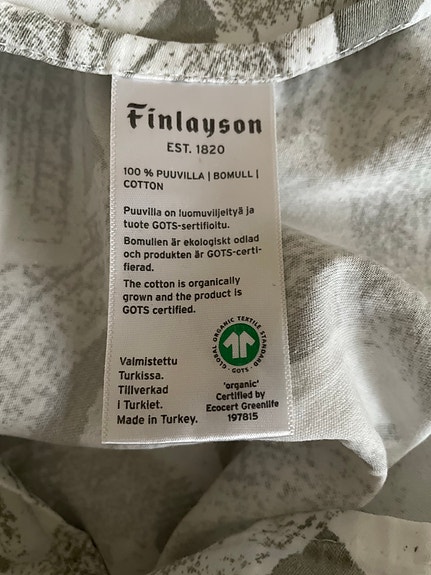 Finlayson
EST. 1820
100 % PUUVILLA | BOMULL |
COTTON
Puuvilla on luomuviljeltyä ja
tuote GOTS-sertifioitu.
Bomullen är ekologiskt odlad
och produkten är GOTS-certi-
fierad.
The cotton is organically
grown and the product is
GOTS certified.
GLOBAL ORGANIC TEXTILE STANDARD
· GOTS ·
Valmistettu
Turkissa.
Tillverkad
i Turkiet.
Made in Turkey.
'organic'
Certified by
Ecocert Greenlife
197815